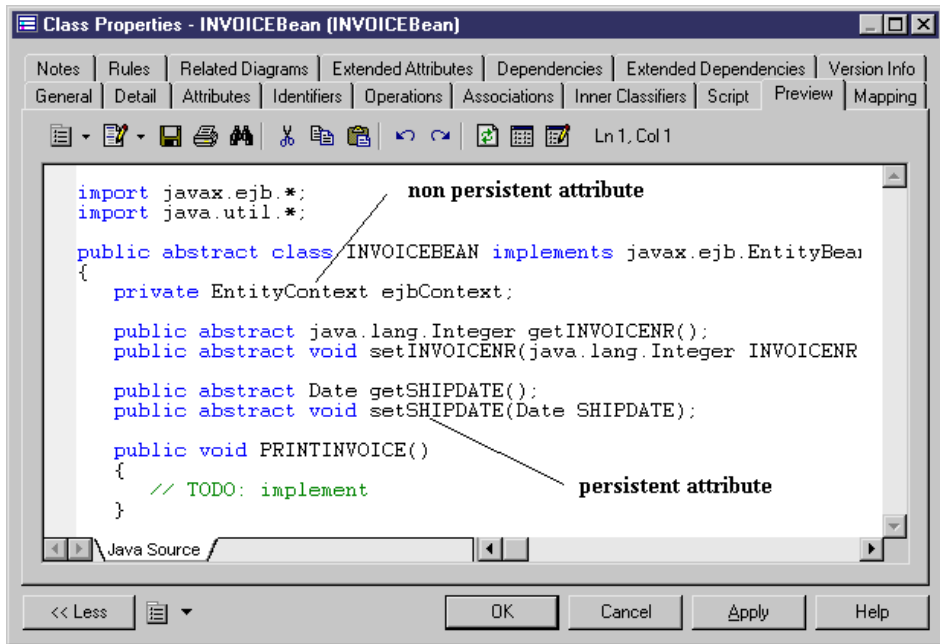 Class Properties - INVOICEBean (INVOICEBean)
Notes Rules Related Diagrams Extended Attributes Dependencies Extended Dependencies Version Info
General Detail Attributes Identifiers Operations Associations Inner Classifiers Script Preview Mapping
Ln 1, Col 1
non persistent attribute
import javax.ejb.*;
import java.util.*;
public abstract class INVOICEBEAN implements javax.ejb.EntityBean
{
private EntityContext ejbContext;
public abstract java.lang.Integer getINVOICENR();
public abstract void setINVOICENR(java.lang.Integer INVOICENR
public abstract Date getSHIPDATE();
public abstract void setSHIPDATE(Date SHIPDATE);
public void PRINTINVOICE()
{
// TODO: implement
}
persistent attribute
Java Source
<< Less OK Cancel Apply Help